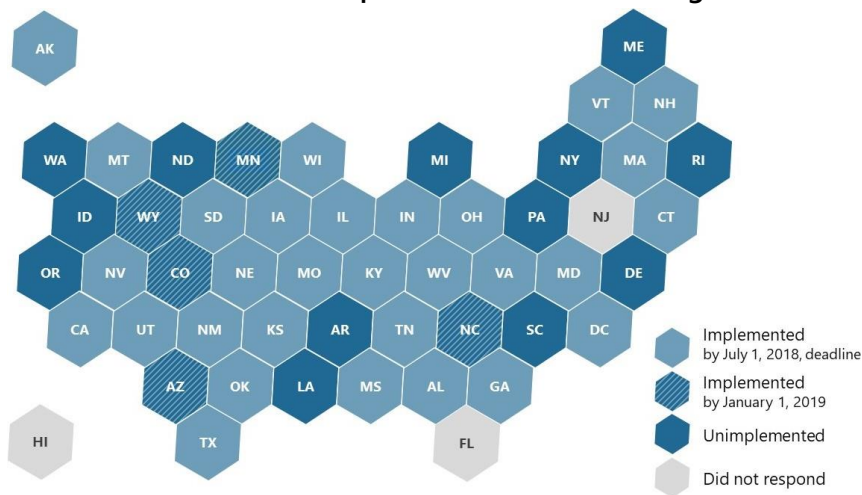 AK
ME
VT NH
WA MT ND MN WI MI NY MA RI
ID WY SD IA IL IN OH PA NJ CT
OR NV CO NE MO KY WV VA MD DE
CA UT NM KS AR TN NC SC DC
AZ OK LA MS AL GA
HI TX FL
Implemented
by July 1, 2018, deadline
Implemented
by January 1, 2019
Unimplemented
Did not respond